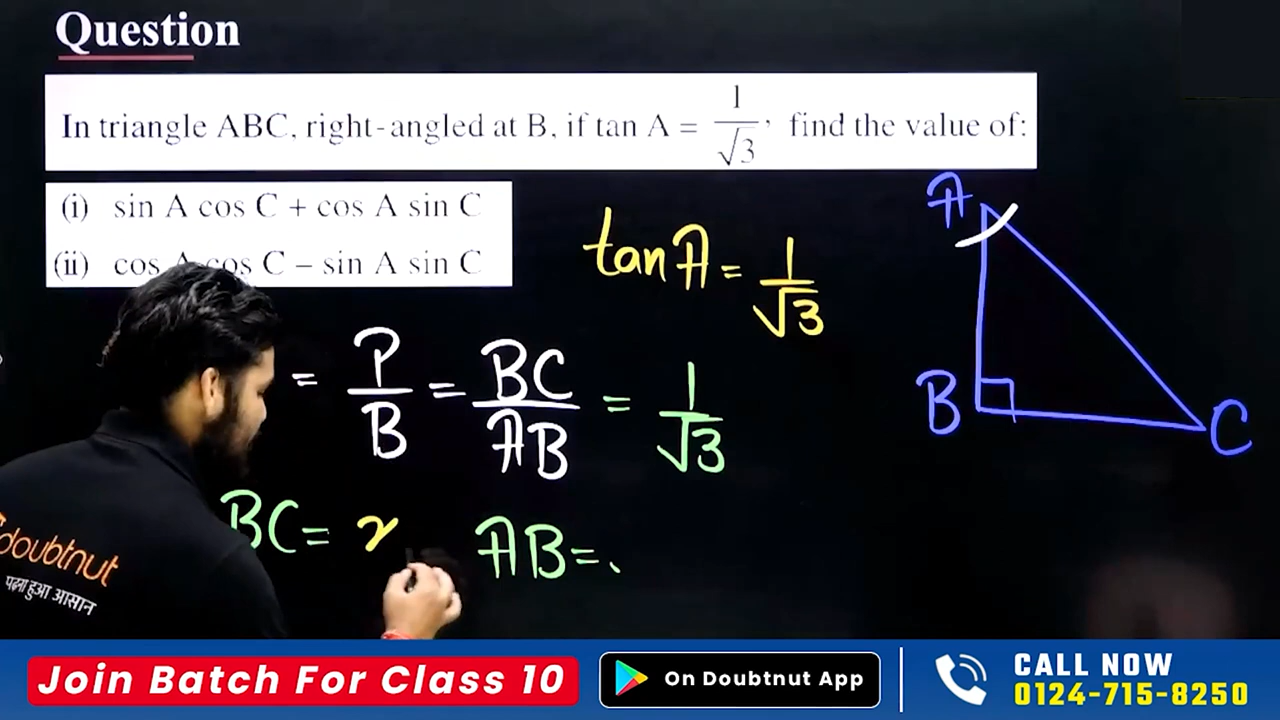 Question
In triangle ABC, right-angled at B, if tan A = 1/√3, find the value of:
(i) sin A cos C + cos A sin C
(ii) cos A cos C – sin A sin C
tan A = 1/√3
A
B
C
= P/B = BC/AB = 1/√3
BC = x AB =
doubtnut
पढ़ना हुआ आसान
Join Batch For Class 10
On Doubtnut App
CALL NOW
0124-715-8250